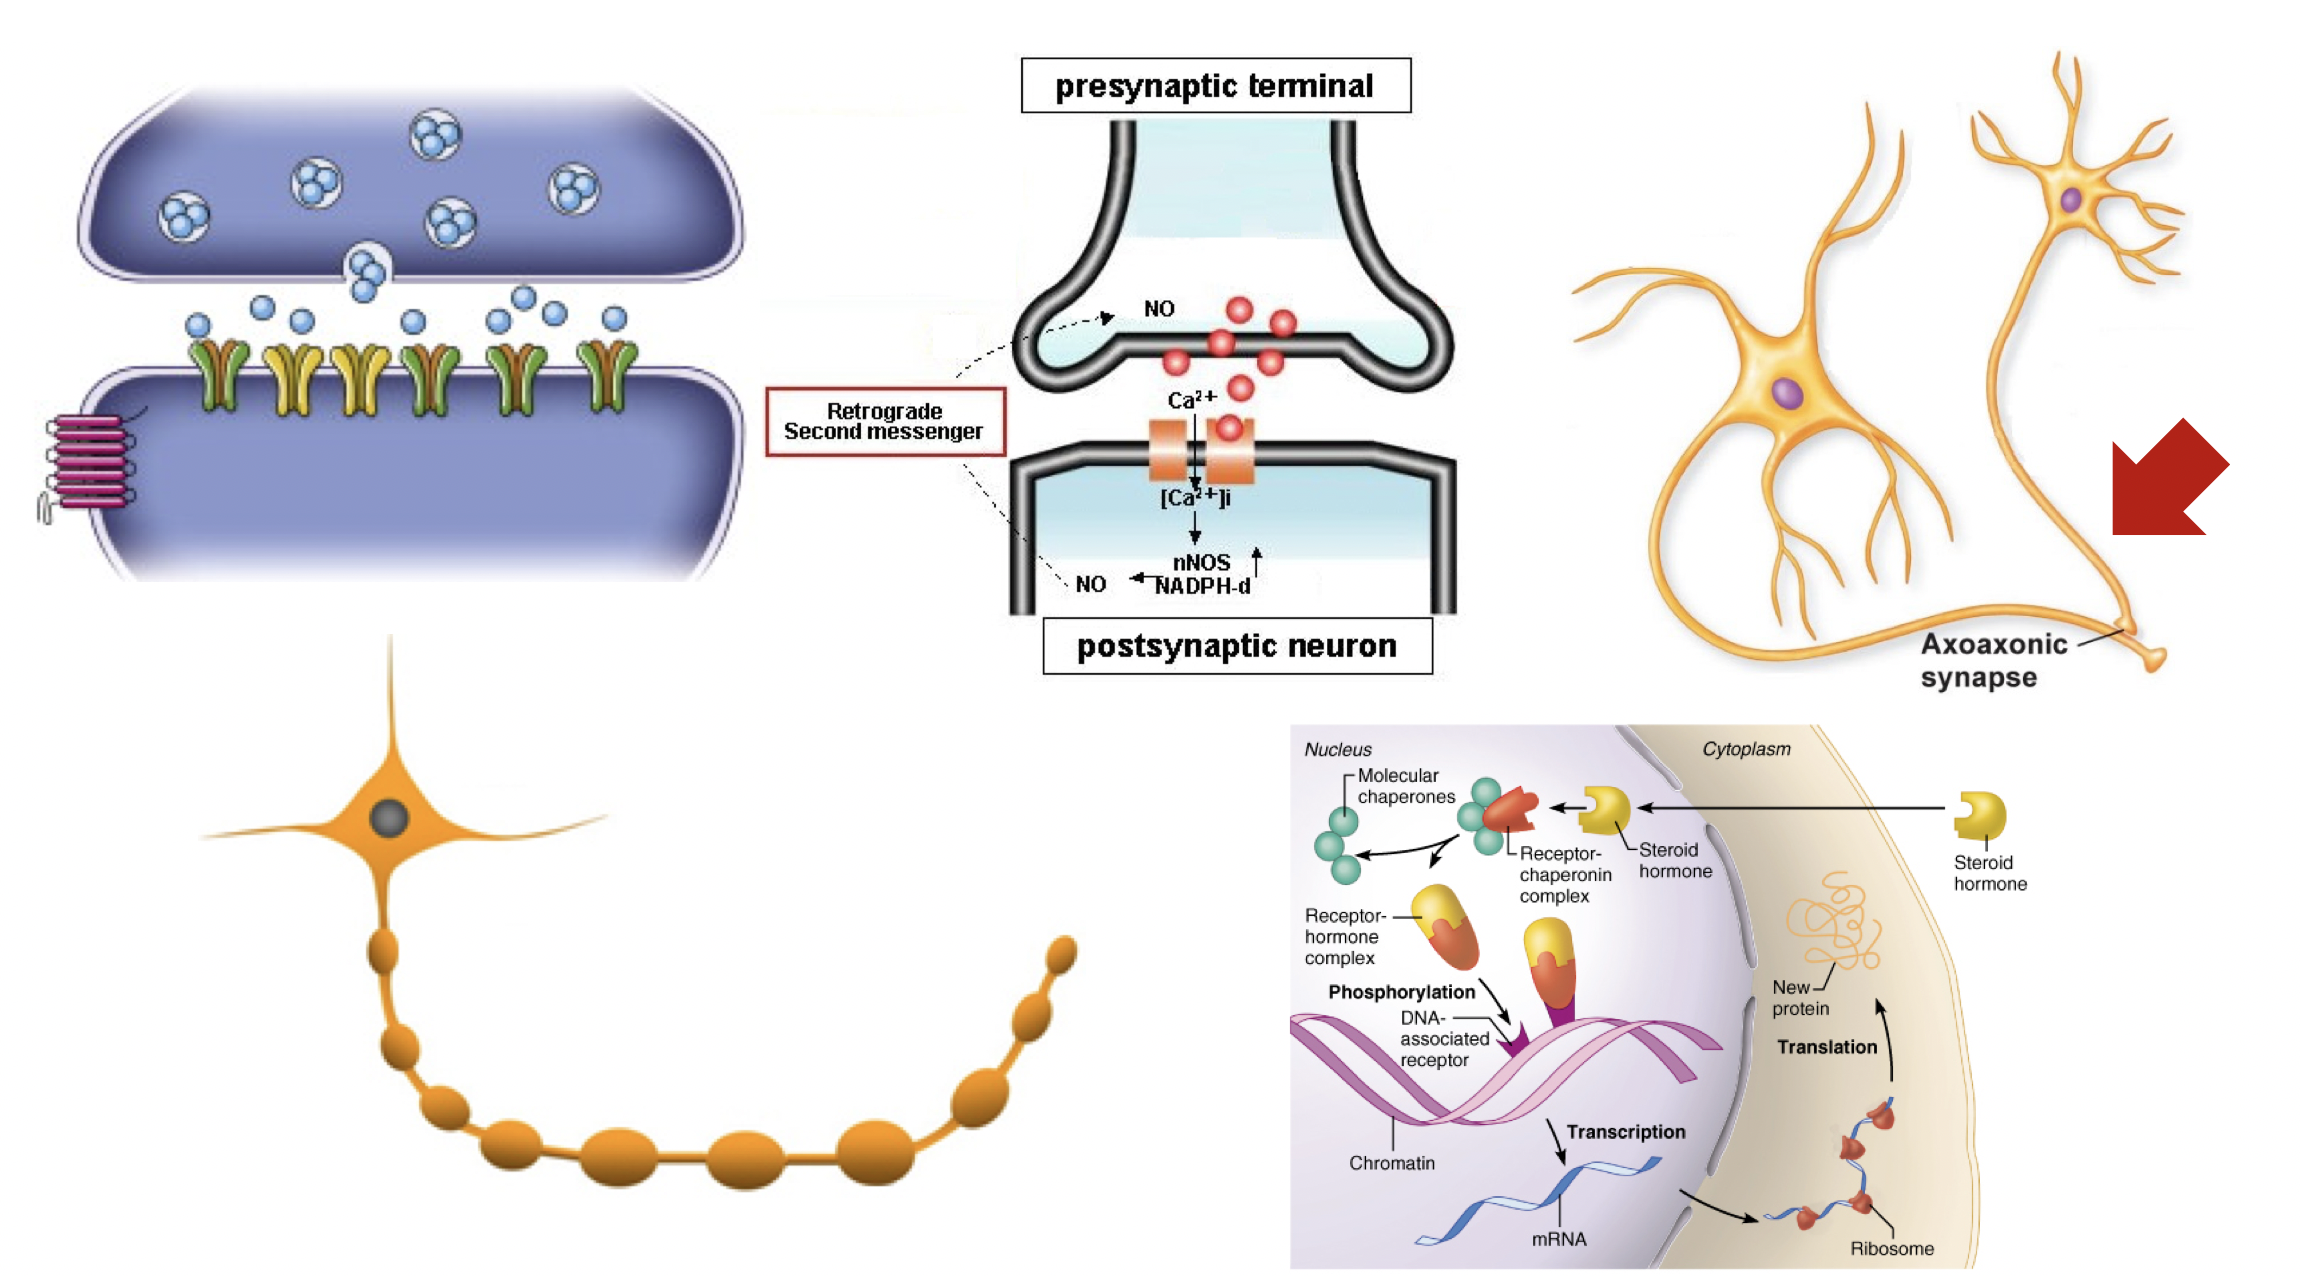 presynaptic terminal
NO
Ca²⁺
Retrograde
Second messenger
[Ca²⁺]i
nNOS
NADPH-d
NO
postsynaptic neuron
Axoaxonic
synapse
Nucleus
Cytoplasm
Molecular
chaperones
Receptor-
chaperonin
complex
Steroid
hormone
Steroid
hormone
Receptor-
hormone
complex
Phosphorylation
DNA-
associated
receptor
New
protein
Translation
Transcription
Chromatin
mRNA
Ribosome